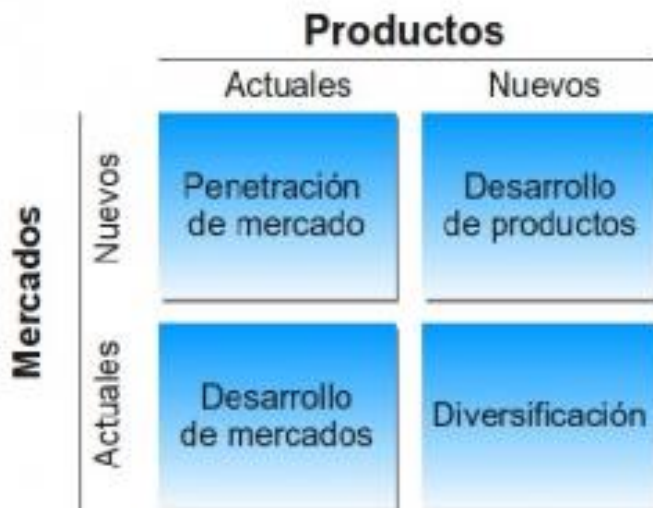 Productos
Actuales
Nuevos
Mercados
Nuevos
Penetración
de mercado
Desarrollo
de productos
Actuales
Desarrollo
de mercados
Diversificación